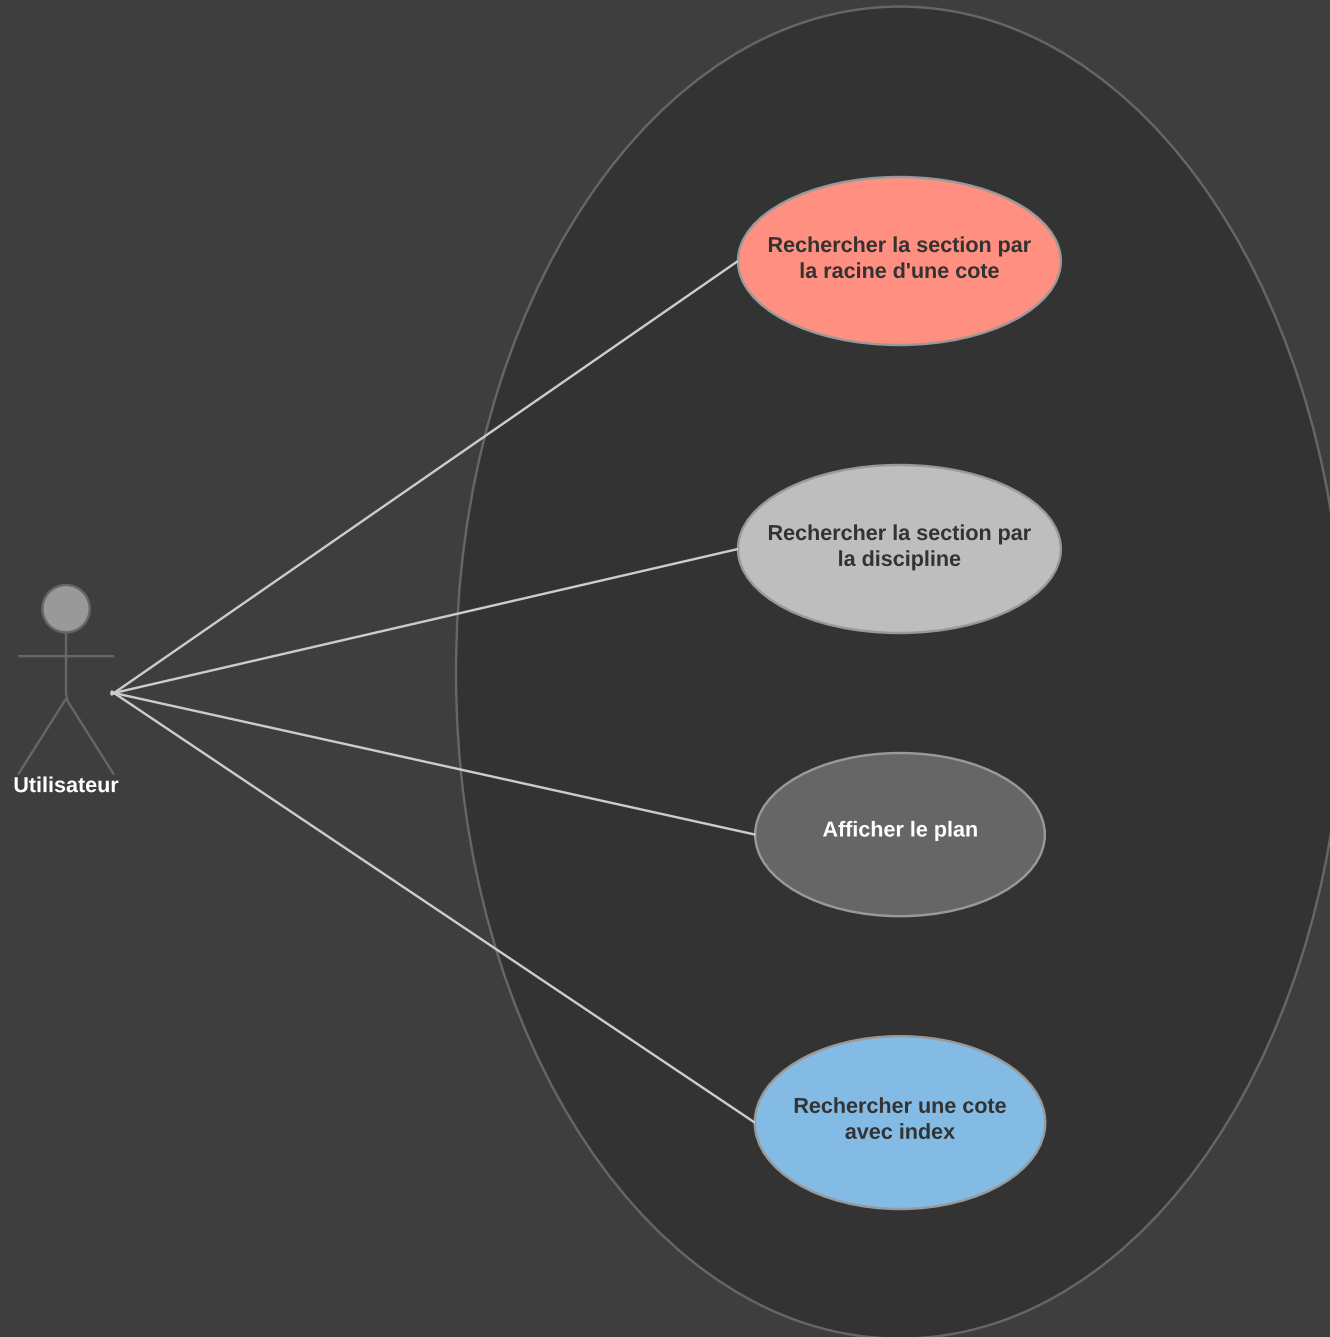 Rechercher la section par
la racine d'une cote
Rechercher la section par
la discipline
Utilisateur
Afficher le plan
Rechercher une cote
avec index